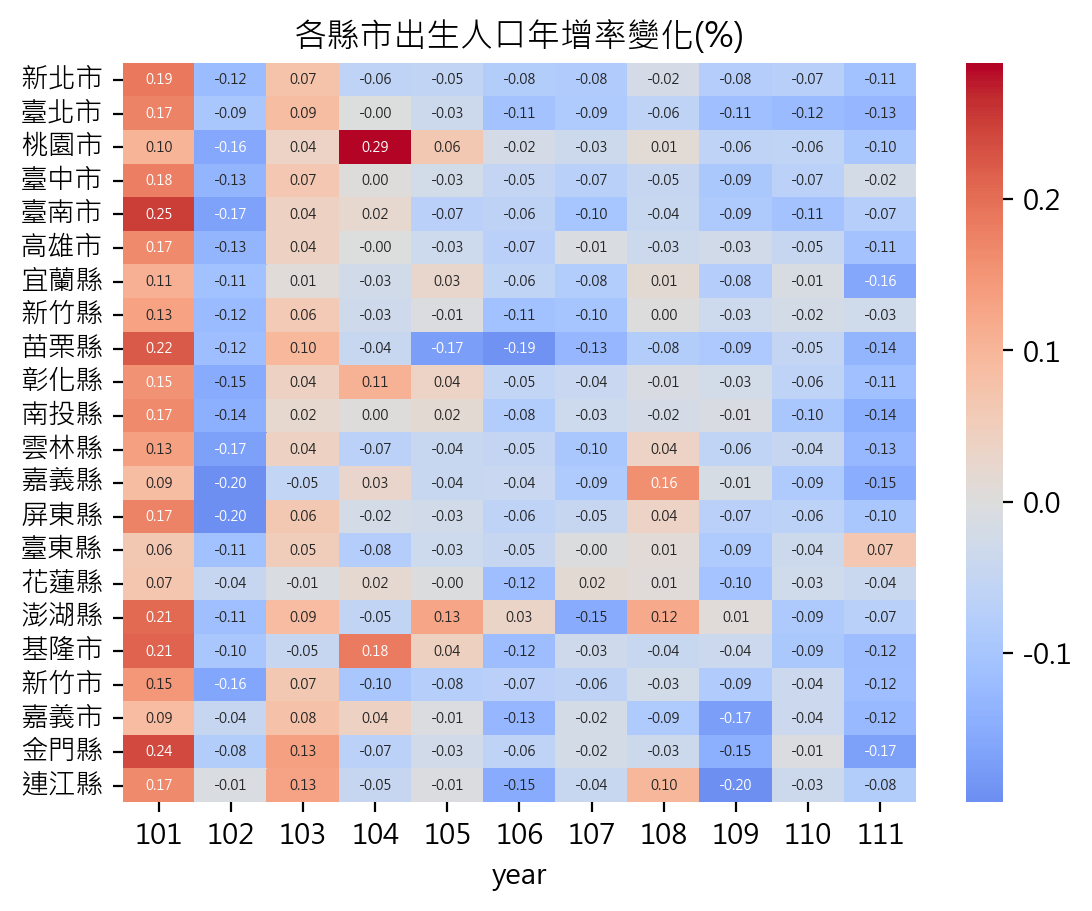 各縣市出生人口年增率變化(%)
新北市 0.19 -0.12 0.07 -0.06 -0.05 -0.08 -0.08 -0.02 -0.08 -0.07 -0.11
臺北市 0.17 -0.09 0.09 -0.00 -0.03 -0.11 -0.09 -0.06 -0.11 -0.12 -0.13
桃園市 0.10 -0.16 0.04 0.29 0.06 -0.02 -0.03 0.01 -0.06 -0.06 -0.10
臺中市 0.18 -0.13 0.07 0.00 -0.03 -0.05 -0.07 -0.05 -0.09 -0.07 -0.02
臺南市 0.25 -0.17 0.04 0.02 -0.07 -0.06 -0.10 -0.04 -0.09 -0.11 -0.07
高雄市 0.17 -0.13 0.04 -0.00 -0.03 -0.07 -0.01 -0.03 -0.03 -0.05 -0.11
宜蘭縣 0.11 -0.11 0.01 -0.03 0.03 -0.06 -0.08 0.01 -0.08 -0.01 -0.16
新竹縣 0.13 -0.12 0.06 -0.03 -0.01 -0.11 -0.10 0.00 -0.03 -0.02 -0.03
苗栗縣 0.22 -0.12 0.10 -0.04 -0.17 -0.19 -0.13 -0.08 -0.09 -0.05 -0.14
彰化縣 0.15 -0.15 0.04 0.11 0.04 -0.05 -0.04 -0.01 -0.03 -0.06 -0.11
南投縣 0.17 -0.14 0.02 0.00 0.02 -0.08 -0.03 -0.02 -0.01 -0.10 -0.14
雲林縣 0.13 -0.17 0.04 -0.07 -0.04 -0.05 -0.10 0.04 -0.06 -0.04 -0.13
嘉義縣 0.09 -0.20 -0.05 0.03 -0.04 -0.04 -0.09 0.16 -0.01 -0.09 -0.15
屏東縣 0.17 -0.20 0.06 -0.02 -0.03 -0.06 -0.05 0.04 -0.07 -0.06 -0.10
臺東縣 0.06 -0.11 0.05 -0.08 -0.03 -0.05 -0.00 0.01 -0.09 -0.04 0.07
花蓮縣 0.07 -0.04 -0.01 0.02 -0.00 -0.12 0.02 0.01 -0.10 -0.03 -0.04
澎湖縣 0.21 -0.11 0.09 -0.05 0.13 0.03 -0.15 0.12 0.01 -0.09 -0.07
基隆市 0.21 -0.10 -0.05 0.18 0.04 -0.12 -0.03 -0.04 -0.04 -0.09 -0.12
新竹市 0.15 -0.16 0.07 -0.10 -0.08 -0.07 -0.06 -0.03 -0.09 -0.04 -0.12
嘉義市 0.09 -0.04 0.08 0.04 -0.01 -0.13 -0.02 -0.09 -0.17 -0.04 -0.12
金門縣 0.24 -0.08 0.13 -0.07 -0.03 -0.06 -0.02 -0.03 -0.15 -0.01 -0.17
連江縣 0.17 -0.01 0.13 -0.05 -0.01 -0.15 -0.04 0.10 -0.20 -0.03 -0.08
101 102 103 104 105 106 107 108 109 110 111
year
0.2
0.1
0.0
-0.1